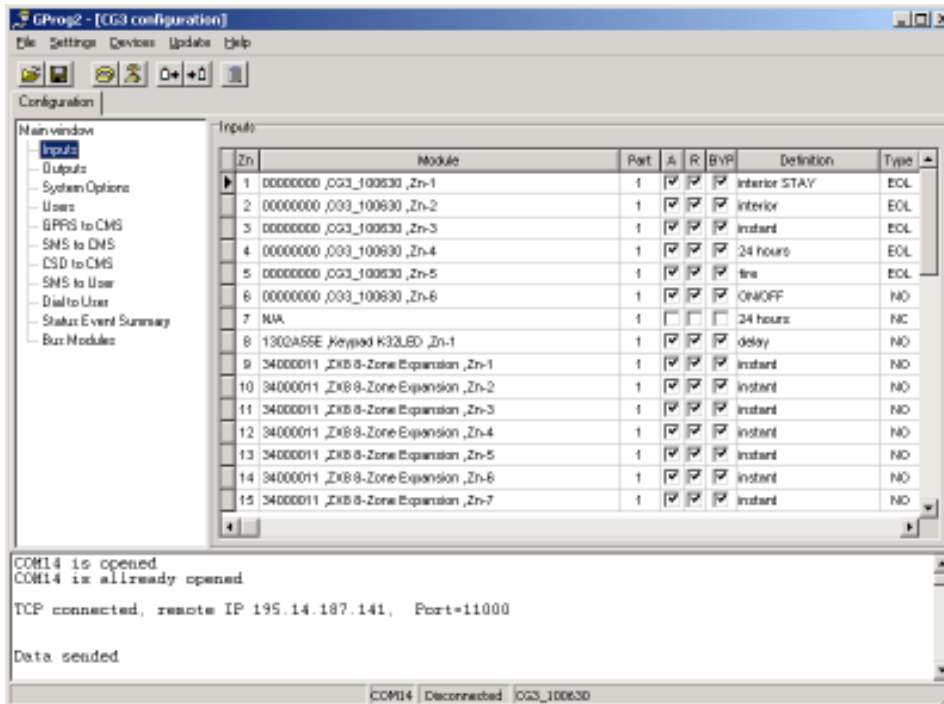 GProg2 - [CG3 configuration]
File Settings Devices Update Help
Configuration
Main window
Inputs
Outputs
System Options
Users
GPRS to CMS
SMS to CMS
CSD to CMS
SMS to User
Dial to User
Status Event Summary
Bus Modules
Inputs
Zn Module Part A R BYP Definition Type
1 00000000 ,CG3_100630 ,Zn-1 1 interior STAY EOL
2 00000000 ,CG3_100630 ,Zn-2 1 interior EOL
3 00000000 ,CG3_100630 ,Zn-3 1 instant EOL
4 00000000 ,CG3_100630 ,Zn-4 1 24 hours EOL
5 00000000 ,CG3_100630 ,Zn-5 1 fire EOL
6 00000000 ,CG3_100630 ,Zn-6 1 ON/OFF NO
7 N/A 1 24 hours NC
8 1302A55E ,Keypad K32LED ,Zn-1 1 delay NO
9 34000011 ,ZX8 8-Zone Expansion ,Zn-1 1 instant NO
10 34000011 ,ZX8 8-Zone Expansion ,Zn-2 1 instant NO
11 34000011 ,ZX8 8-Zone Expansion ,Zn-3 1 instant NO
12 34000011 ,ZX8 8-Zone Expansion ,Zn-4 1 instant NO
13 34000011 ,ZX8 8-Zone Expansion ,Zn-5 1 instant NO
14 34000011 ,ZX8 8-Zone Expansion ,Zn-6 1 instant NO
15 34000011 ,ZX8 8-Zone Expansion ,Zn-7 1 instant NO
COM14 is opened
COM14 is allready opened
TCP connected, remote IP 195.14.187.141, Port=11000
Data sended
COM14 Disconnected CG3_100630